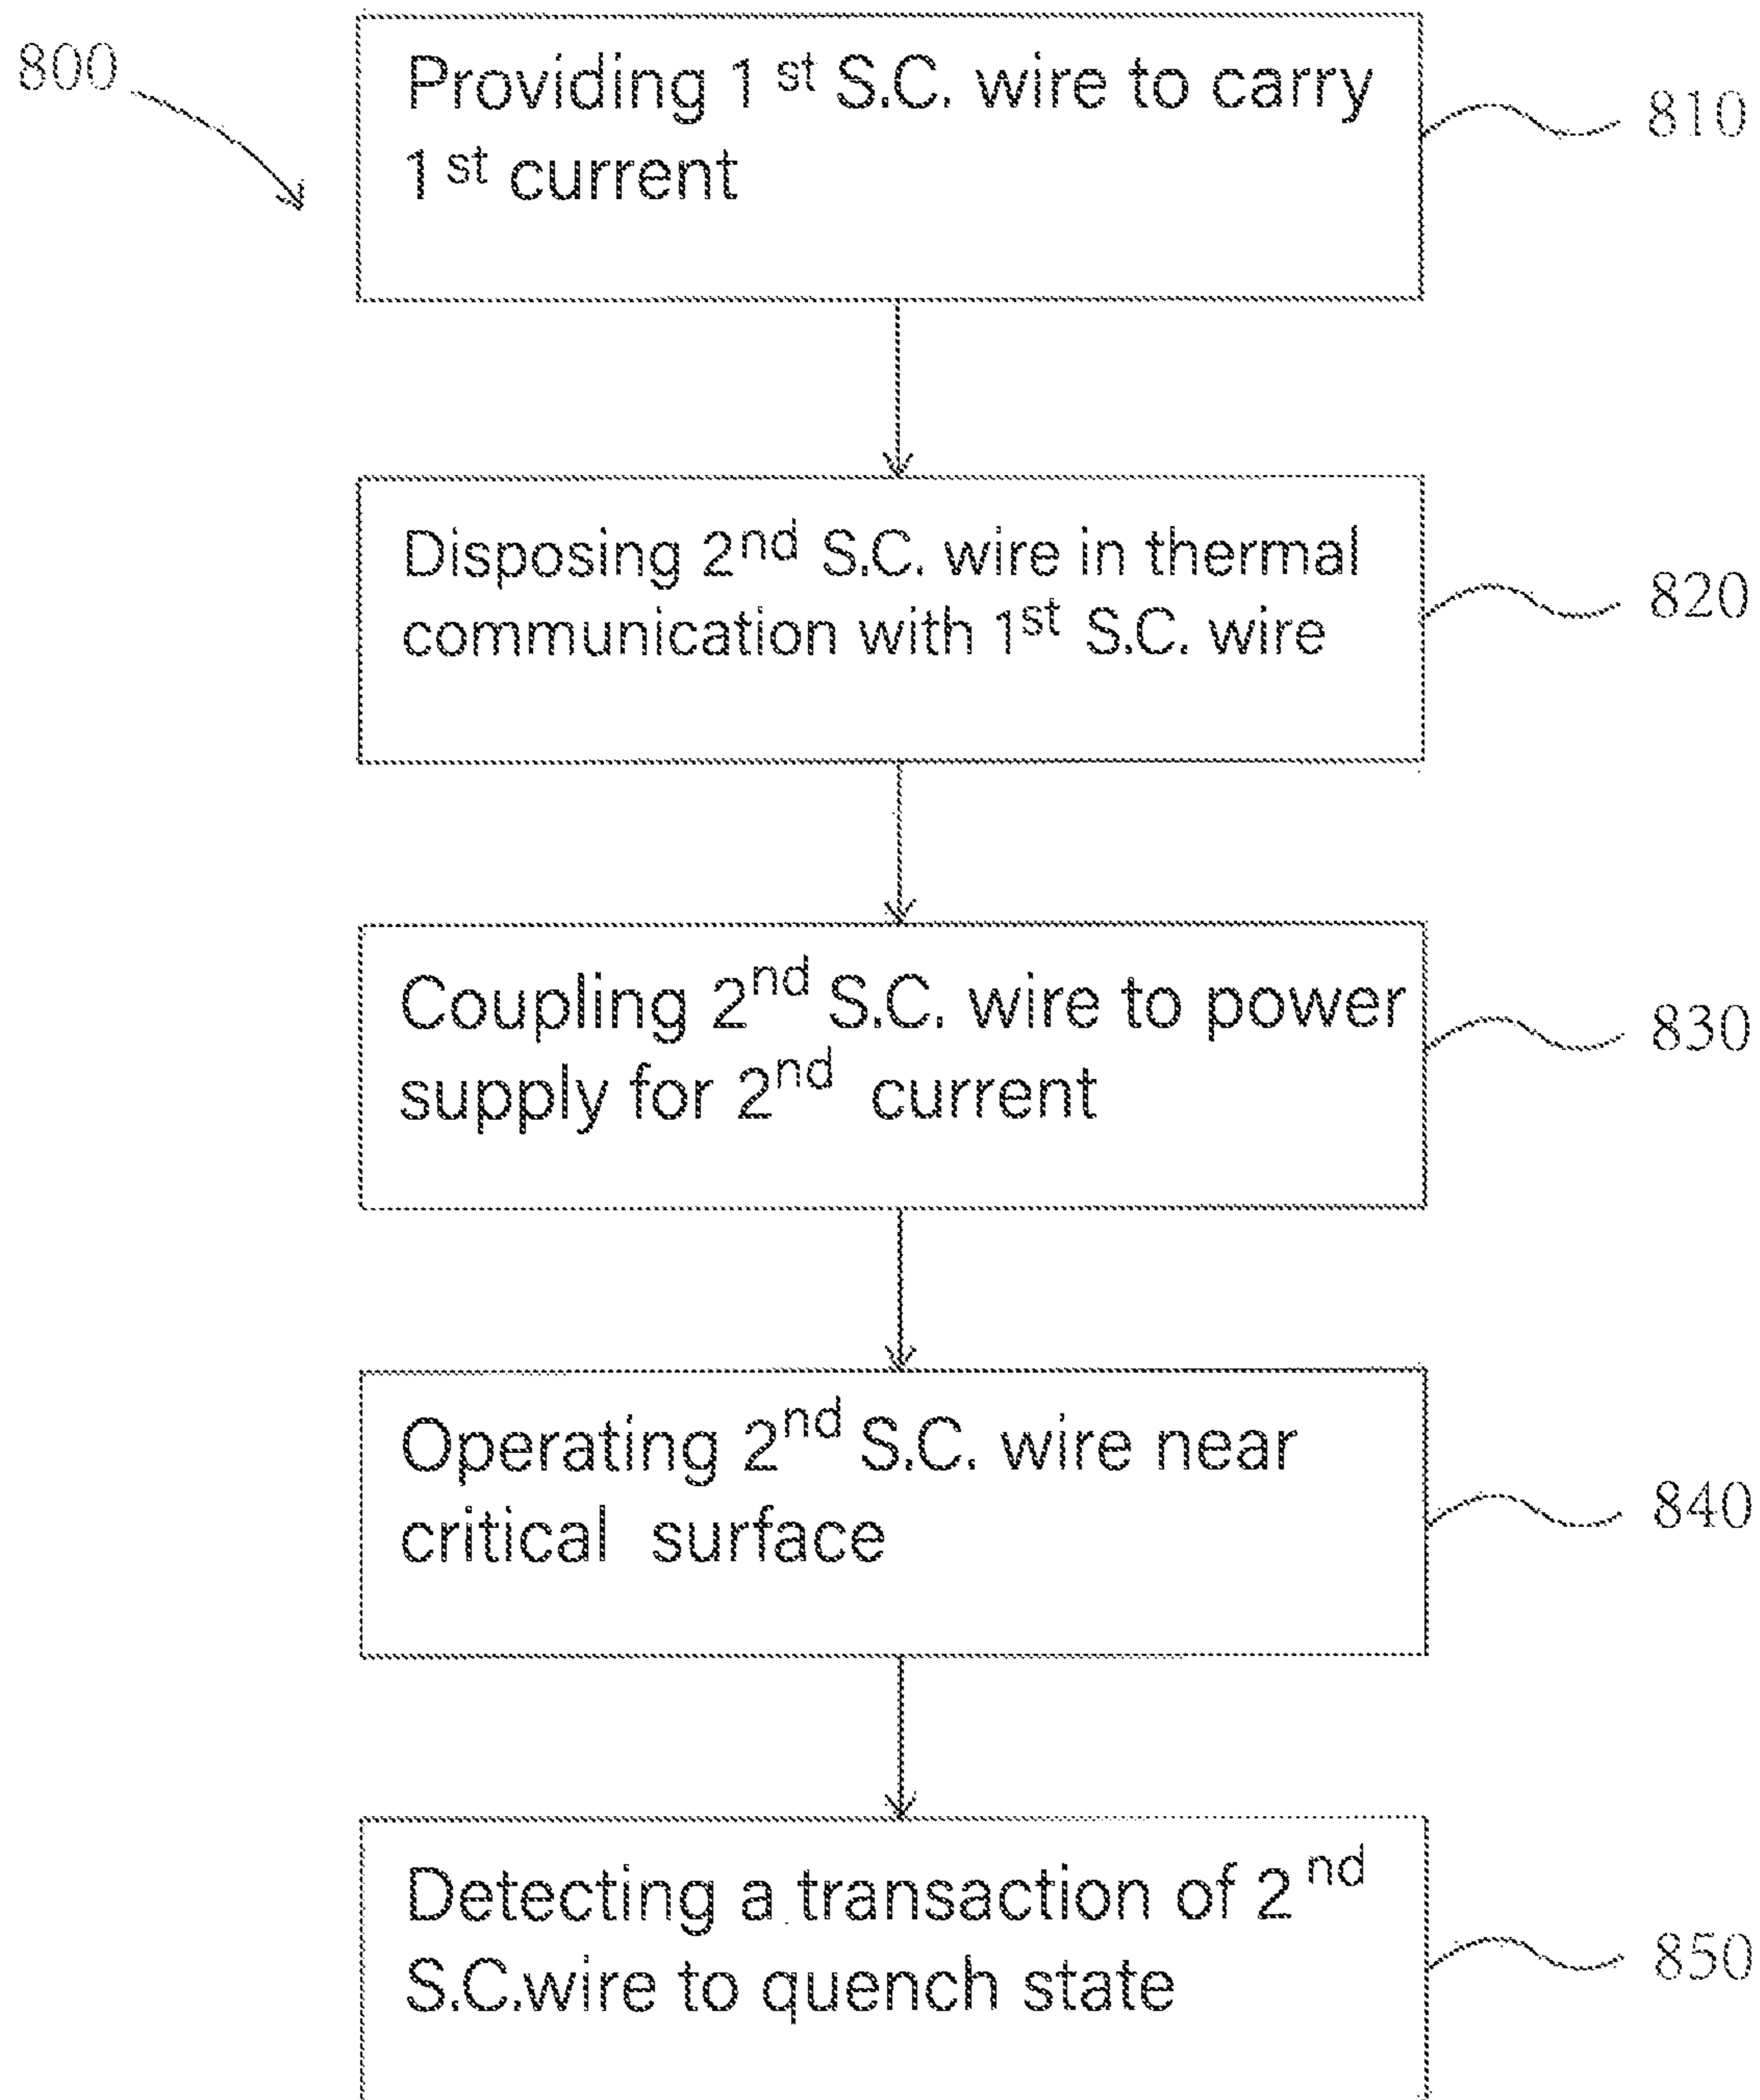 800
Providing 1st S.C. wire to carry
1st current
810
Disposing 2nd S.C. wire in thermal
communication with 1st S.C. wire
820
Coupling 2nd S.C. wire to power
supply for 2nd current
830
Operating 2nd S.C. wire near
critical surface
840
Detecting a transaction of 2nd
S.C.wire to quench state
850